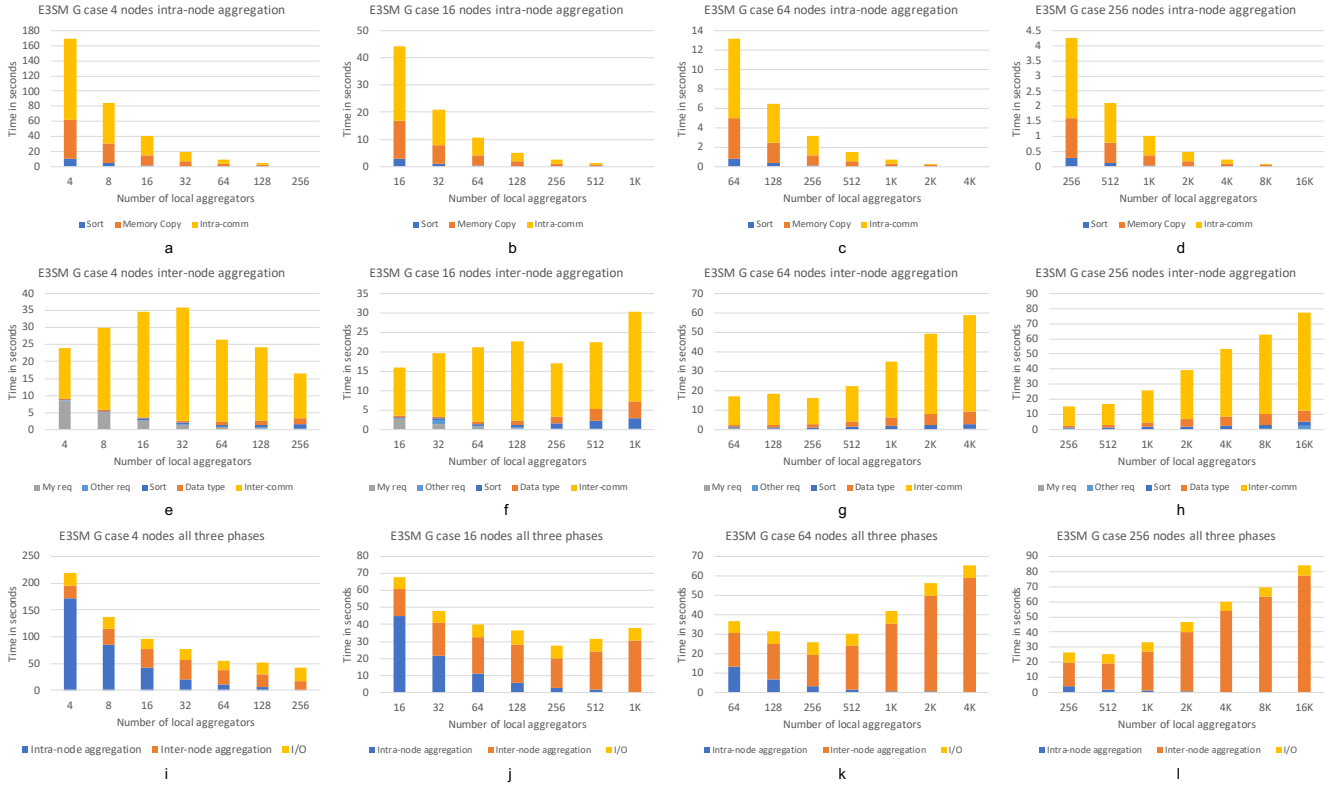 E3SM G case 4 nodes intra-node aggregation
Time in seconds
180
160
140
120
100
80
60
40
20
0
4 8 16 32 64 128 256
Number of local aggregators
Sort Memory Copy Intra-comm
a
E3SM G case 16 nodes intra-node aggregation
Time in seconds
50
40
30
20
10
0
16 32 64 128 256 512 1K
Number of local aggregators
Sort Memory Copy Intra-comm
b
E3SM G case 64 nodes intra-node aggregation
Time in seconds
14
12
10
8
6
4
2
0
64 128 256 512 1K 2K 4K
Number of local aggregators
Sort Memory Copy Intra-comm
c
E3SM G case 256 nodes intra-node aggregation
Time in seconds
4.5
4
3.5
3
2.5
2
1.5
1
0.5
0
256 512 1K 2K 4K 8K 16K
Number of local aggregators
Sort Memory Copy Intra-comm
d
E3SM G case 4 nodes inter-node aggregation
Time in seconds
40
35
30
25
20
15
10
5
0
4 8 16 32 64 128 256
Number of local aggregators
My req Other req Sort Data type Inter-comm
e
E3SM G case 16 nodes inter-node aggregation
Time in seconds
35
30
25
20
15
10
5
0
16 32 64 128 256 512 1K
Number of local aggregators
My req Other req Sort Data type Inter-comm
f
E3SM G case 64 nodes inter-node aggregation
Time in seconds
70
60
50
40
30
20
10
0
64 128 256 512 1K 2K 4K
Number of local aggregators
My req Other req Sort Data type Inter-comm
g
E3SM G case 256 nodes inter-node aggregation
Time in seconds
90
80
70
60
50
40
30
20
10
0
256 512 1K 2K 4K 8K 16K
Number of local aggregators
My req Other req Sort Data type Inter-comm
h
E3SM G case 4 nodes all three phases
Time in seconds
250
200
150
100
50
0
4 8 16 32 64 128 256
Number of local aggregators
Intra-node aggregation Inter-node aggregation I/O
i
E3SM G case 16 nodes all three phases
Time in seconds
80
70
60
50
40
30
20
10
0
16 32 64 128 256 512 1K
Number of local aggregators
Intra-node aggregation Inter-node aggregation I/O
j
E3SM G case 64 nodes all three phases
Time in seconds
70
60
50
40
30
20
10
0
64 128 256 512 1K 2K 4K
Number of local aggregators
Intra-node aggregation Inter-node aggregation I/O
k
E3SM G case 256 nodes all three phases
Time in seconds
90
80
70
60
50
40
30
20
10
0
256 512 1K 2K 4K 8K 16K
Number of local aggregators
Intra-node aggregation Inter-node aggregation I/O
l